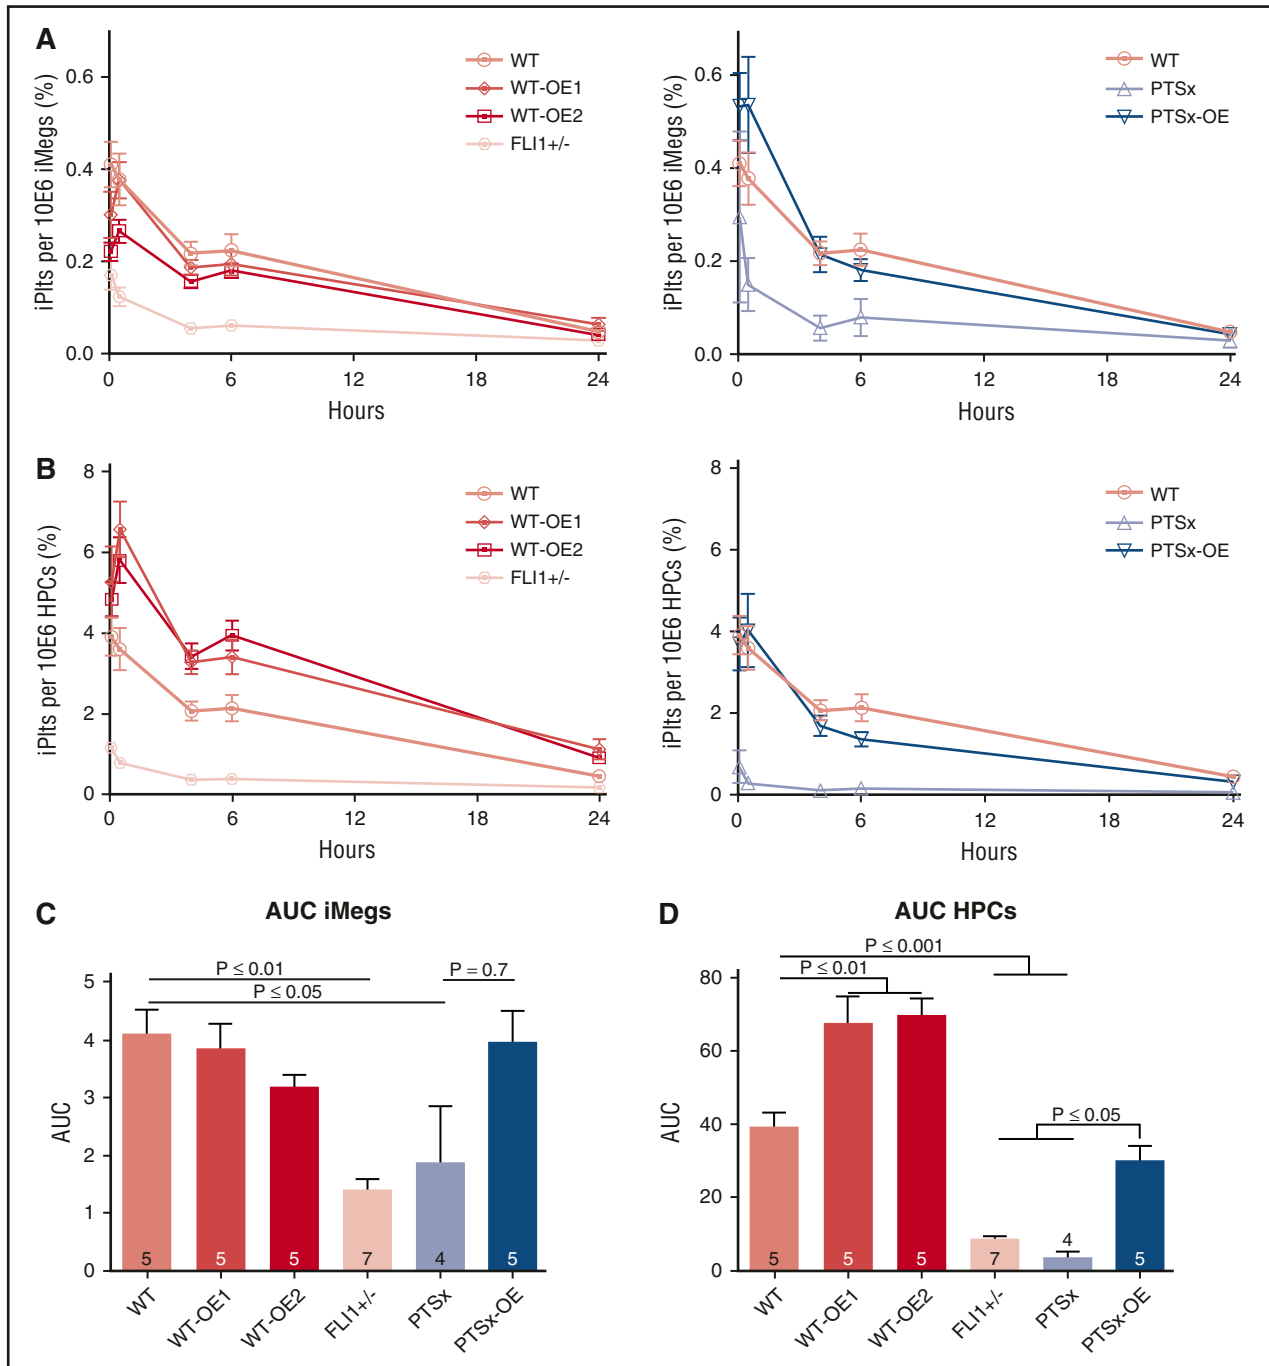 A
iPlts per 10E6 iMegs (%)
0.6
0.4
0.2
0.0
0 6 12 18 24
Hours
WT
WT-OE1
WT-OE2
FLI1+/-
iPlts per 10E6 iMegs (%)
0.6
0.4
0.2
0.0
0 6 12 18 24
Hours
WT
PTSx
PTSx-OE
B
iPlts per 10E6 HPCs (%)
8
6
4
2
0
0 6 12 18 24
Hours
WT
WT-OE1
WT-OE2
FLI1+/-
iPlts per 10E6 HPCs (%)
8
6
4
2
0
0 6 12 18 24
Hours
WT
PTSx
PTSx-OE
C
AUC iMegs
P ≤ 0.01
P = 0.7
P ≤ 0.05
AUC
5
4
3
2
1
0
5 5 5 7 4 5
WT WT-OE1 WT-OE2 FLI1+/- PTSx PTSx-OE
D
AUC HPCs
P ≤ 0.001
P ≤ 0.01
P ≤ 0.05
AUC
80
60
40
20
0
5 5 5 7 4 5
WT WT-OE1 WT-OE2 FLI1+/- PTSx PTSx-OE